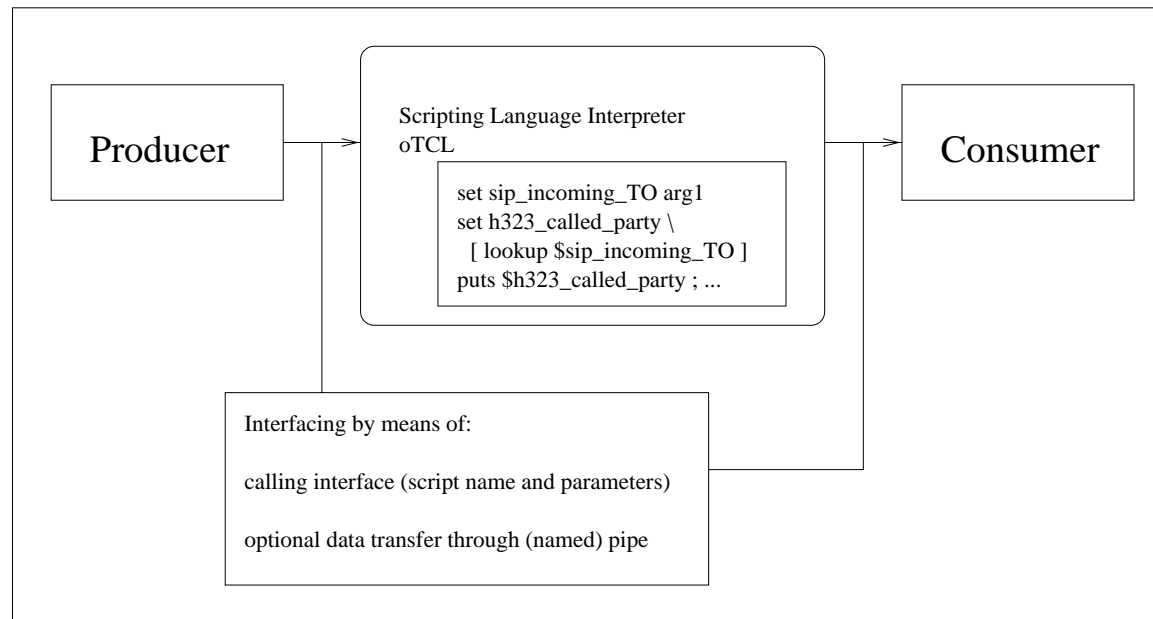 Producer
Scripting Language Interpreter
oTCL
set sip_incoming_TO arg1
set h323_called_party \
[ lookup $sip_incoming_TO ]
puts $h323_called_party ; ...
Consumer
Interfacing by means of:
calling interface (script name and parameters)
optional data transfer through (named) pipe